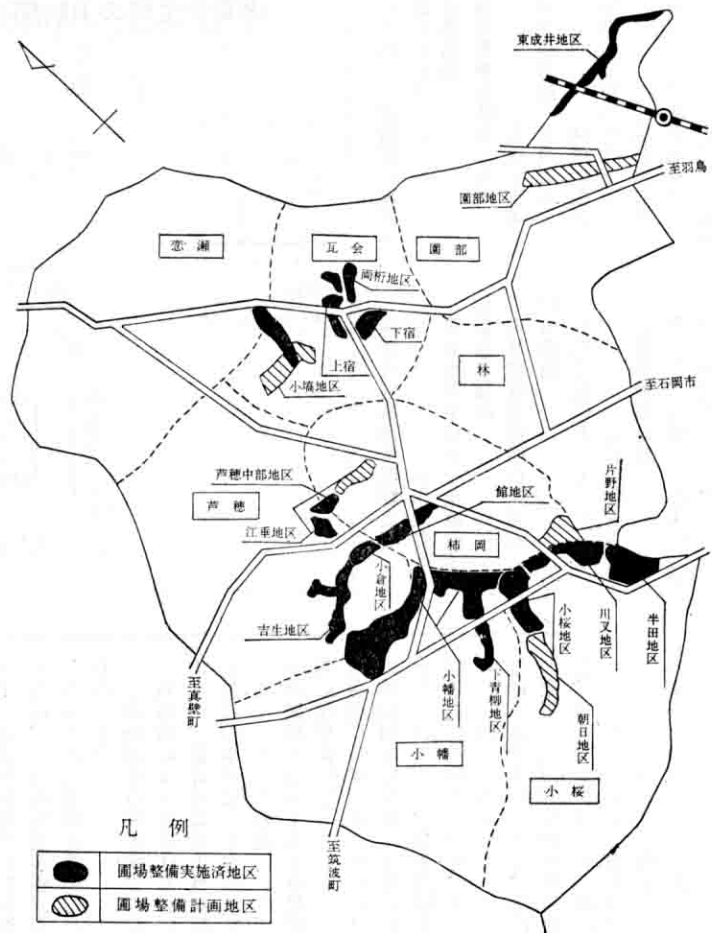 東成井地区
至羽鳥
園部地区
恋瀬
瓦会
園部
両桁地区
下宿
上宿
林
小塙地区
至石岡市
片野地区
芦穂中部地区
館地区
芦穂
江垂地区
柿岡
小倉地区
吉生地区
小桜地区
川又地区
半田地区
小幡地区
下青柳地区
朝日地区
至真壁町
小幡
小桜
至筑波町
凡例
圃場整備実施済地区
圃場整備計画地区